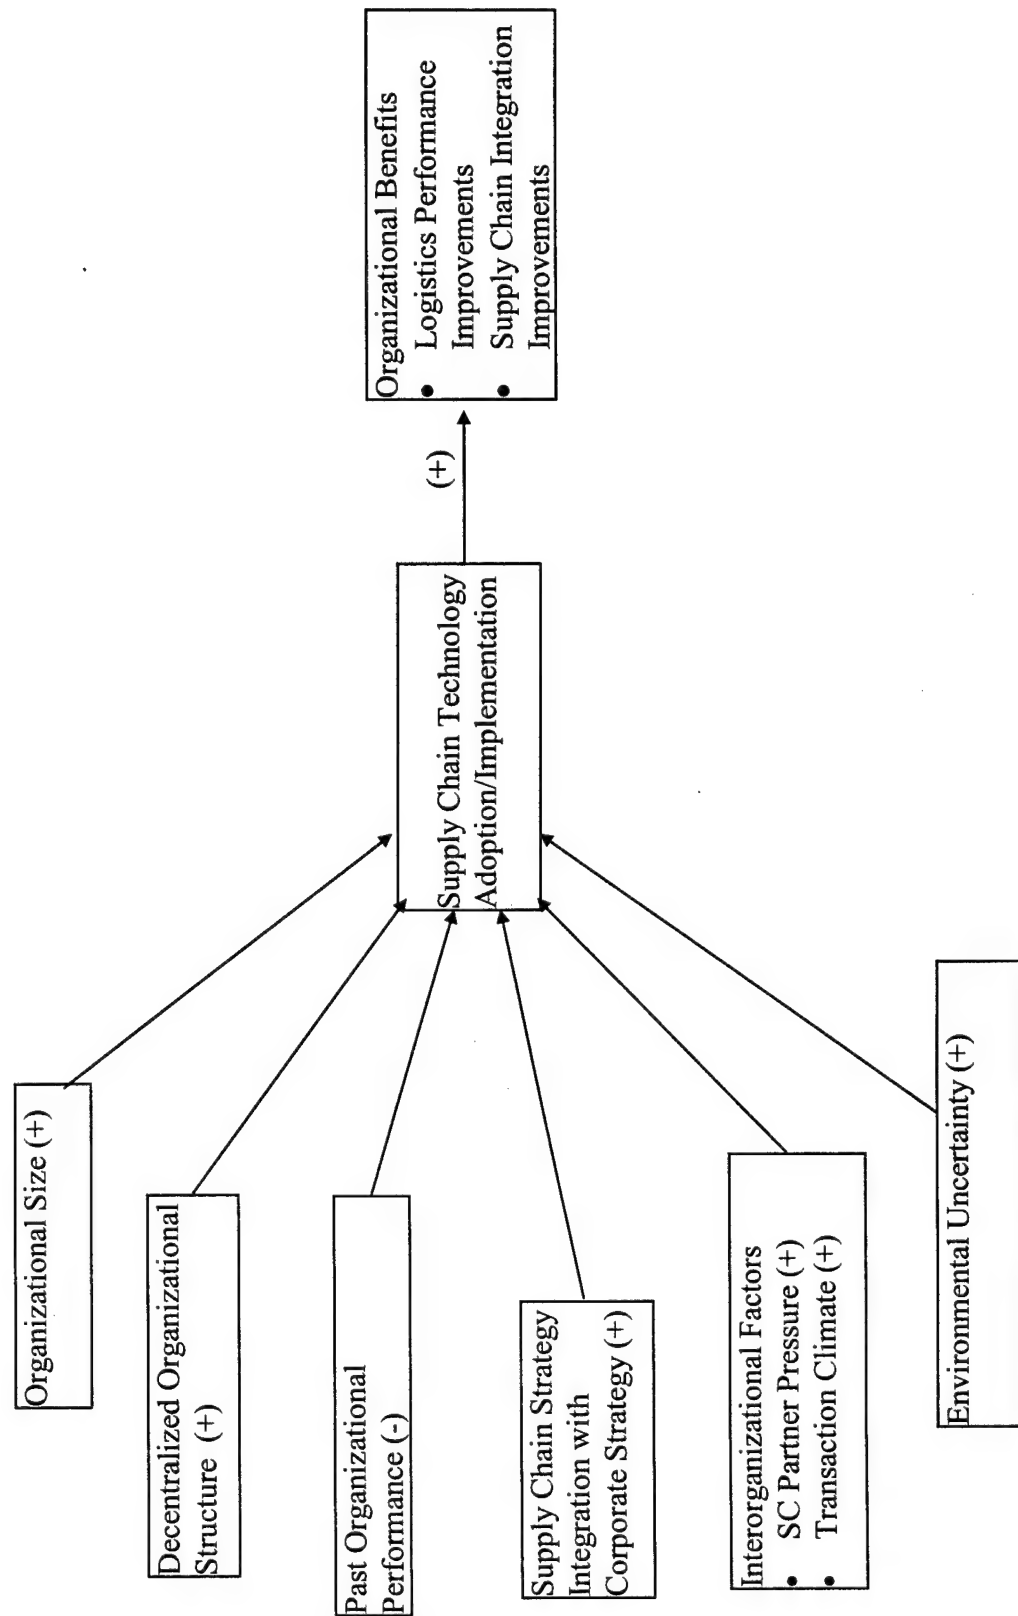 Organizational Size (+)
Decentralized Organizational
Structure (+)
Past Organizational
Performance (-)
Supply Chain Strategy
Integration with
Corporate Strategy (+)
Interorganizational Factors
• SC Partner Pressure (+)
• Transaction Climate (+)
Environmental Uncertainty (+)
Supply Chain Technology
Adoption/Implementation
(+)
Organizational Benefits
• Logistics Performance
Improvements
• Supply Chain Integration
Improvements